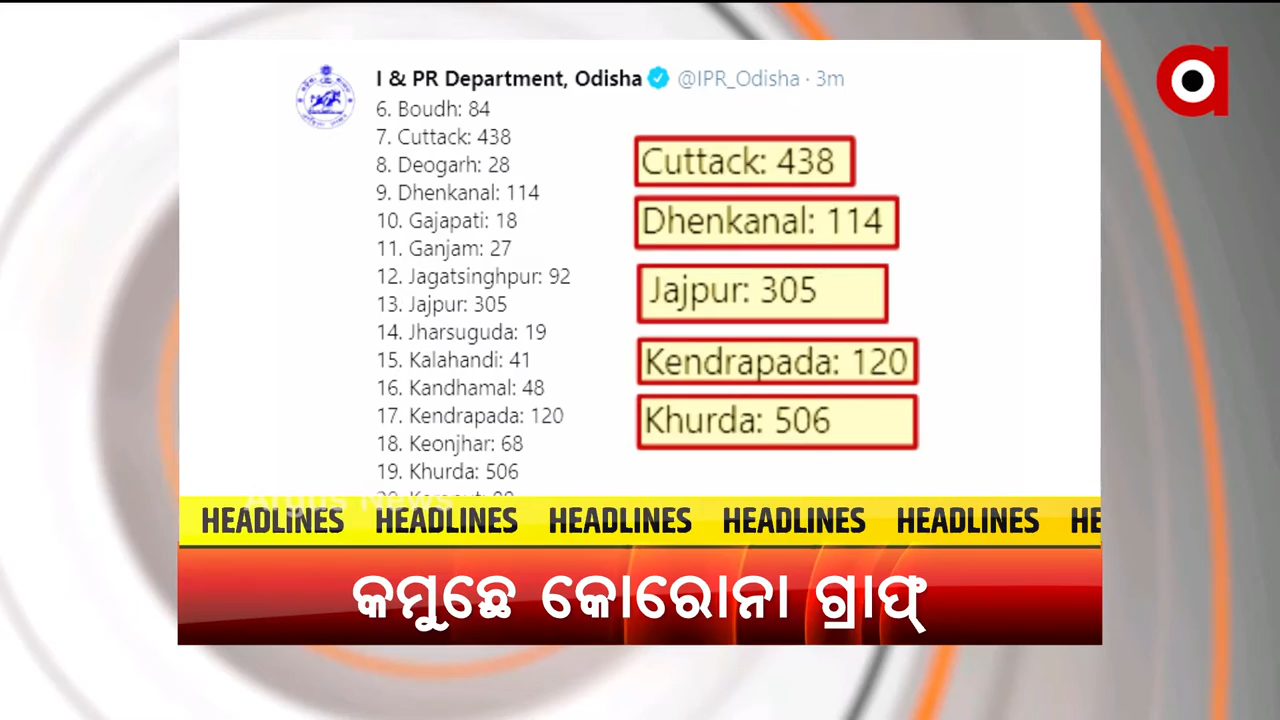 I & PR Department, Odisha @IPR_Odisha · 3m
6. Boudh: 84
7. Cuttack: 438
8. Deogarh: 28
9. Dhenkanal: 114
10. Gajapati: 18
11. Ganjam: 27
12. Jagatsinghpur: 92
13. Jajpur: 305
14. Jharsuguda: 19
15. Kalahandi: 41
16. Kandhamal: 48
17. Kendrapada: 120
18. Keonjhar: 68
19. Khurda: 506
Cuttack: 438
Dhenkanal: 114
Jajpur: 305
Kendrapada: 120
Khurda: 506
Argus News
HEADLINES HEADLINES HEADLINES HEADLINES HEADLINES HE
କମୁଛେ କୋରୋନା ଗ୍ରାଫ୍